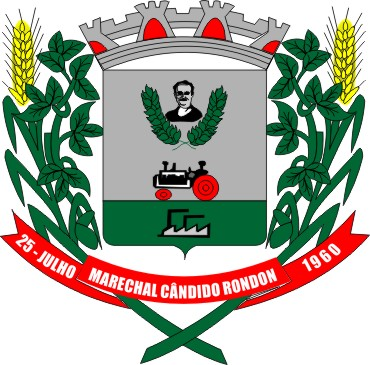 25 - JULHO
MARECHAL CÂNDIDO RONDON
1960